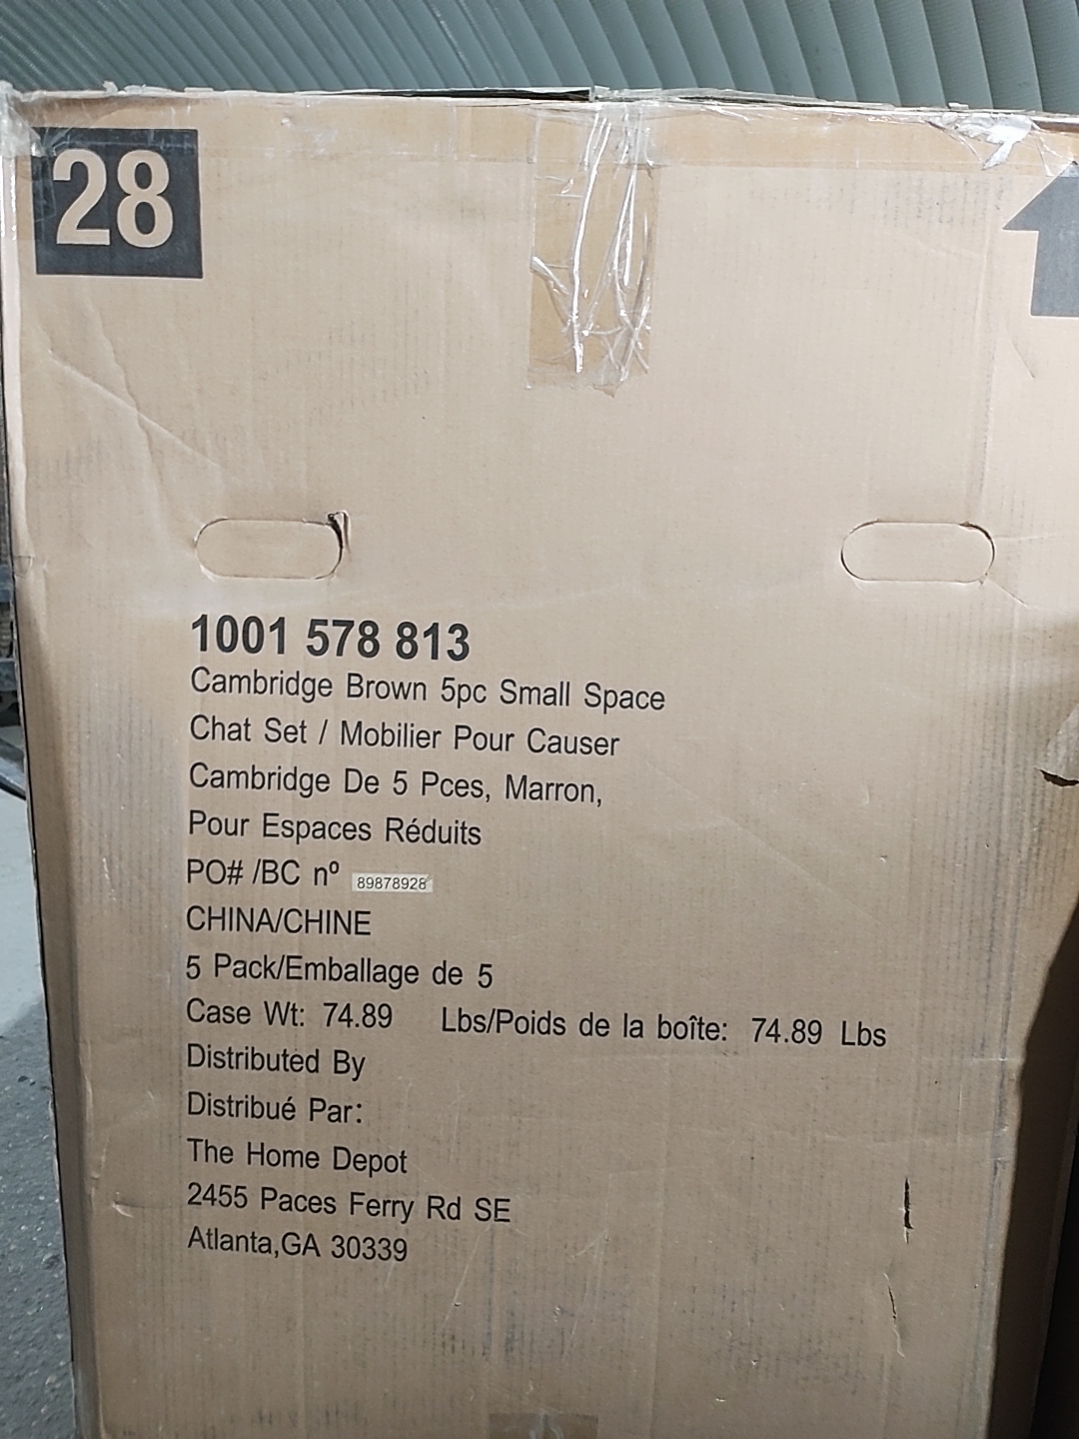 28
1001 578 813
Cambridge Brown 5pc Small Space
Chat Set / Mobilier Pour Causer
Cambridge De 5 Pces, Marron,
Pour Espaces Réduits
PO# /BC nº 89878928
CHINA/CHINE
5 Pack/Emballage de 5
Case Wt: 74.89 Lbs/Poids de la boîte: 74.89 Lbs
Distributed By
Distribué Par:
The Home Depot
2455 Paces Ferry Rd SE
Atlanta,GA 30339